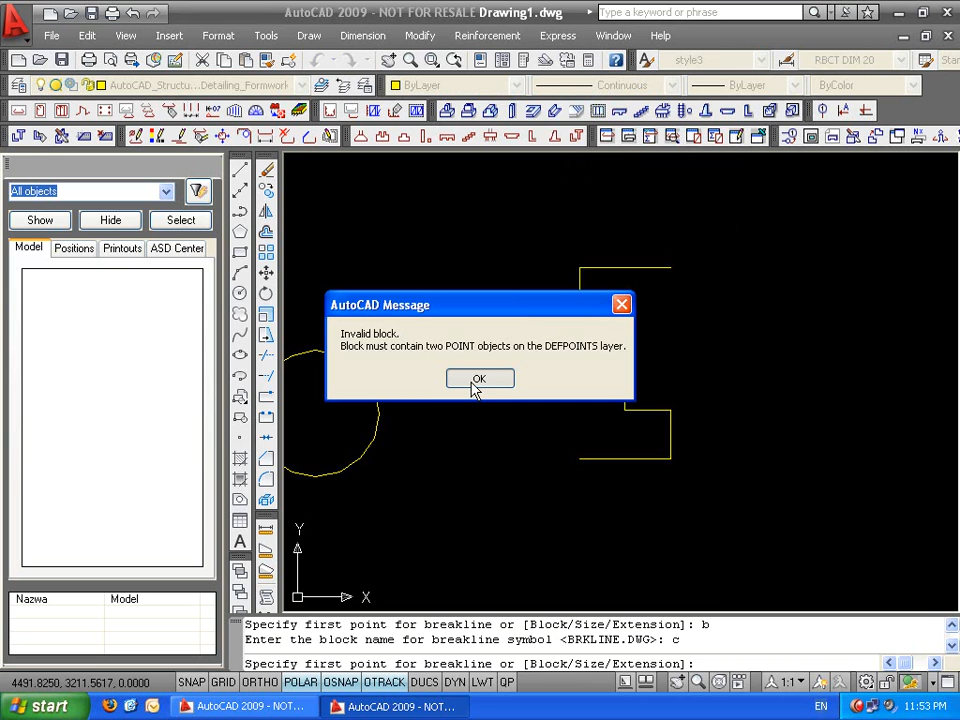 AutoCAD 2009 - NOT FOR RESALE Drawing1.dwg
Type a keyword or phrase
File Edit View Insert Format Tools Draw Dimension Modify Reinforcement Express Window Help
style3
RBCT DIM 20
Stan
AutoCAD_Structu..._Detailing_Formwork
ByLayer
Continuous
ByLayer
ByColor
All objects
Show Hide Select
Model Positions Printouts ASD Center
AutoCAD Message
Invalid block.
Block must contain two POINT objects on the DEFPOINTS layer.
OK
A
Y
X
Nazwa Model
Specify first point for breakline or [Block/Size/Extension]: b
Enter the block name for breakline symbol <BRKLINE.DWG>: c
Specify first point for breakline or [Block/Size/Extension]:
4491.8250, 3211.5617, 0.0000
SNAP GRID ORTHO POLAR OSNAP OTRACK DUCS DYN LWT QP
1:1
start
AutoCAD 2009 - NOT...
AutoCAD 2009 - NOT...
EN
11:53 PM